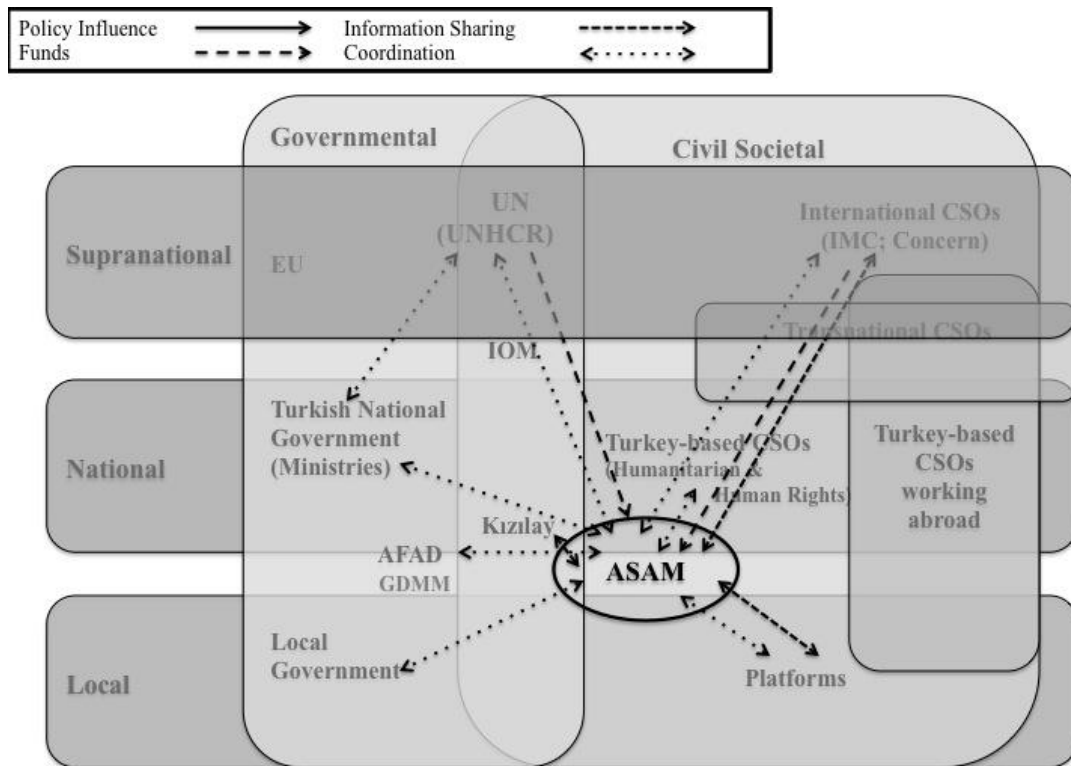 Policy Influence
Information Sharing
Funds
Coordination
Governmental
Civil Societal
Supranational
UN
(UNHCR)
EU
International CSOs
(IMC; Concern)
Transnational CSOs
IOM
National
Turkish National
Government
(Ministries)
Turkey-based CSOs
(Humanitarian &
Human Rights)
Turkey-based
CSOs
working
abroad
Kızılay
AFAD
GDMM
ASAM
Local
Local
Government
Platforms